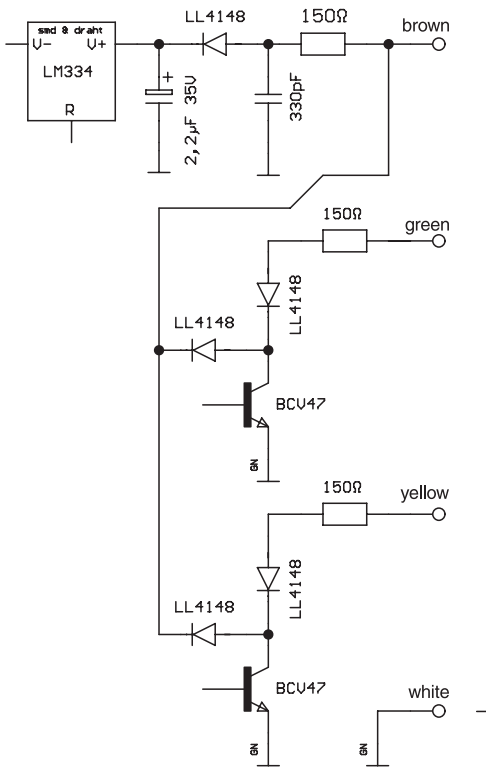 LL4148
150Ω
brown
smd & draht
V-
V+
LM334
R
+
35V
2,2µF
330pF
150Ω
green
LL4148
LL4148
BCV47
GN
150Ω
yellow
LL4148
LL4148
BCV47
GN
white
GN